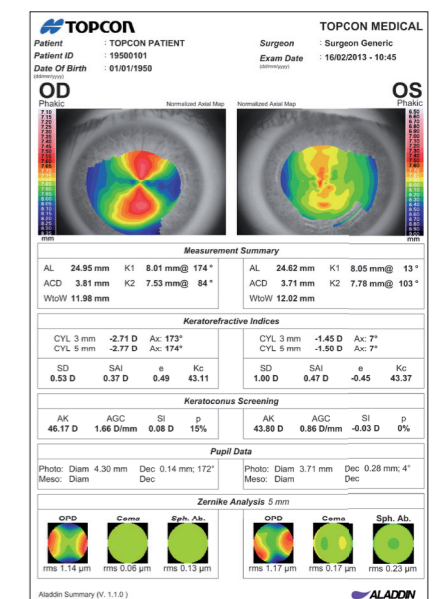 TOPCON
TOPCON MEDICAL
Patient : TOPCON PATIENT
Surgeon : Surgeon Generic
Patient ID : 19500101
Exam Date : 16/02/2013 - 10:45
(dd/mm/yyyy)
Date Of Birth : 01/01/1950
(dd/mm/yyyy)
OD
OS
Phakic
Normalized Axial Map
Normalized Axial Map
Phakic
mm
mm
Measurement Summary
AL 24.95 mm K1 8.01 mm@ 174 °
AL 24.62 mm K1 8.05 mm@ 13 °
ACD 3.81 mm K2 7.53 mm@ 84 °
ACD 3.71 mm K2 7.78 mm@ 103 °
WtoW 11.98 mm
WtoW 12.02 mm
Keratorefractive Indices
CYL 3 mm -2.71 D Ax: 173°
CYL 3 mm -1.45 D Ax: 7°
CYL 5 mm -2.77 D Ax: 174°
CYL 5 mm -1.50 D Ax: 7°
SD SAI e Kc
SD SAI e Kc
0.53 D 0.37 D 0.49 43.11
1.00 D 0.47 D -0.45 43.37
Keratoconus Screening
AK AGC SI p
AK AGC SI p
46.17 D 1.66 D/mm 0.08 D 15%
43.80 D 0.86 D/mm -0.03 D 0%
Pupil Data
Photo: Diam 4.30 mm Dec 0.14 mm; 172°
Photo: Diam 3.71 mm Dec 0.28 mm; 4°
Meso: Diam Dec
Meso: Diam Dec
Zernike Analysis 5 mm
OPD Coma Sph. Ab.
OPD Coma Sph. Ab.
rms 1.14 µm rms 0.06 µm rms 0.13 µm
rms 1.17 µm rms 0.17 µm rms 0.23 µm
Aladdin Summary (V. 1.1.0 )
ALADDIN